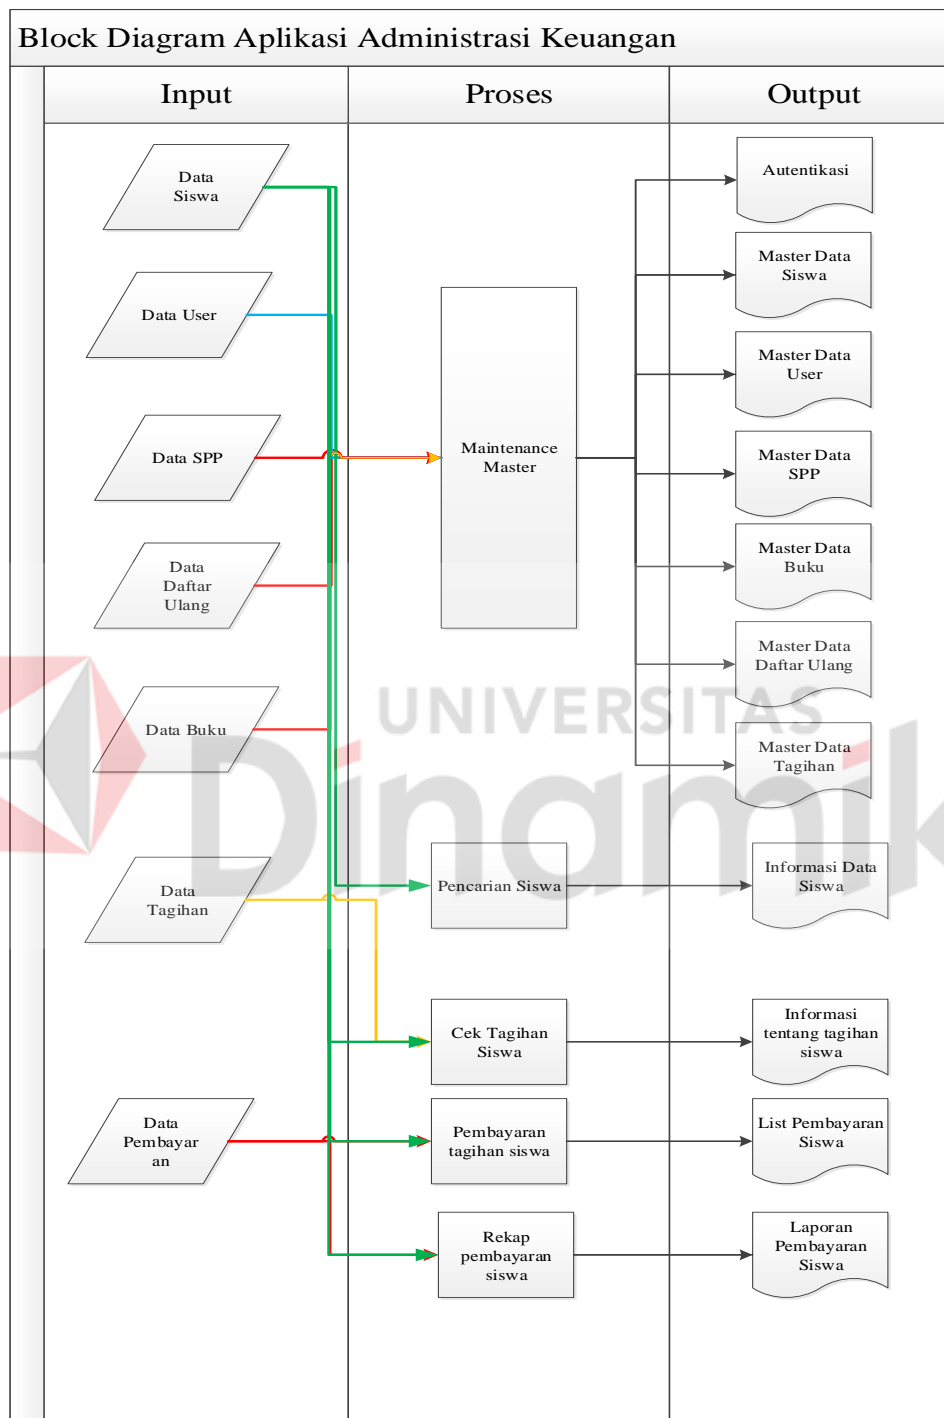 Block Diagram Aplikasi Administrasi Keuangan
Input
Proses
Output
Data
Siswa
Data User
Data SPP
Data
Daftar
Ulang
Data Buku
Data
Tagihan
Data
Pembayar
an
Maintenance
Master
Pencarian Siswa
Cek Tagihan
Siswa
Pembayaran
tagihan siswa
Rekap
pembayaran
siswa
Autentikasi
Master Data
Siswa
Master Data
User
Master Data
SPP
Master Data
Buku
Master Data
Daftar Ulang
Master Data
Tagihan
Informasi Data
Siswa
Informasi
tentang tagihan
siswa
List Pembayaran
Siswa
Laporan
Pembayaran
Siswa
UNIVERSITAS
Dinamik